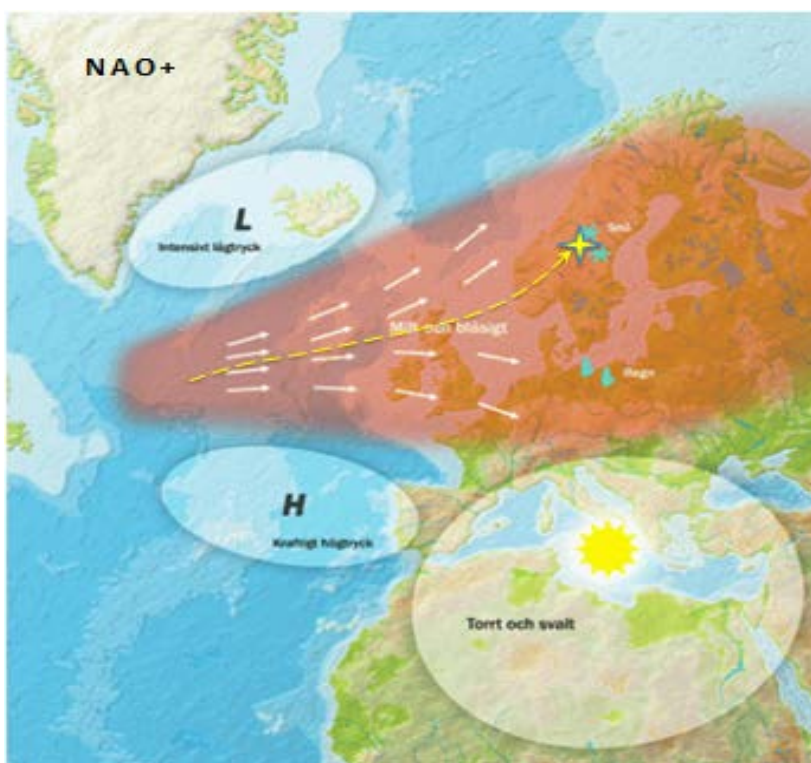 NAO+
L
Intensivt lågtryck
Snö
Milt och blåsigt
Regn
H
Kraftigt högtryck
Torrt och svalt